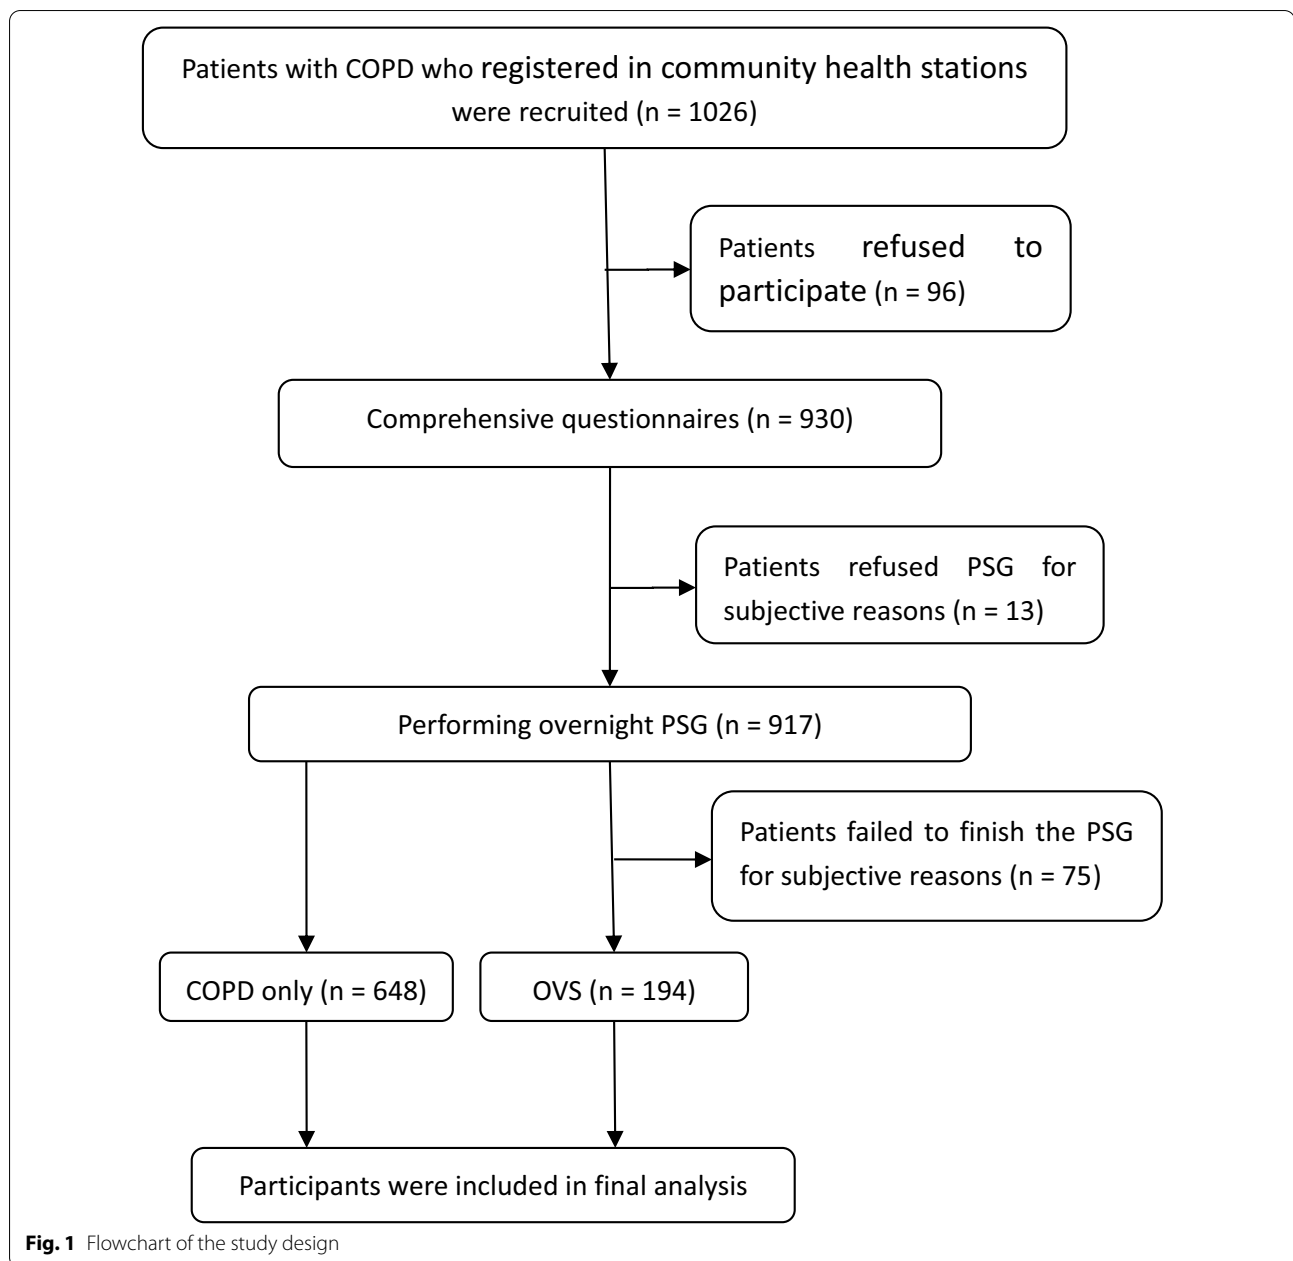 Patients with COPD who registered in community health stations
were recruited (n = 1026)
Patients refused to
participate (n = 96)
Comprehensive questionnaires (n = 930)
Patients refused PSG for
subjective reasons (n = 13)
Performing overnight PSG (n = 917)
Patients failed to finish the PSG
for subjective reasons (n = 75)
COPD only (n = 648)
OVS (n = 194)
Participants were included in final analysis
Fig. 1 Flowchart of the study design